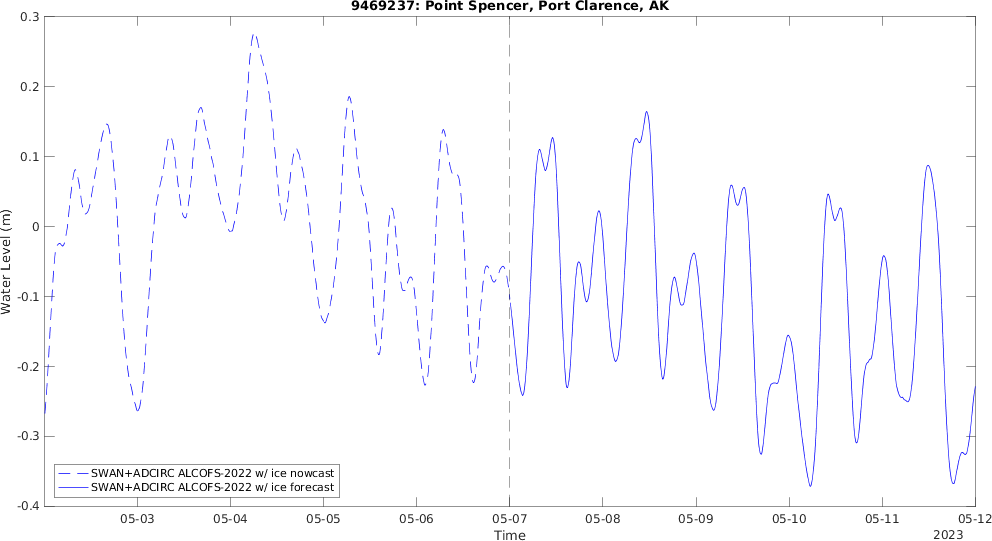 9469237: Point Spencer, Port Clarence, AK
Water Level (m)
0.3
0.2
0.1
0
-0.1
-0.2
-0.3
-0.4
SWAN+ADCIRC ALCOFS-2022 w/ ice nowcast
SWAN+ADCIRC ALCOFS-2022 w/ ice forecast
05-03 05-04 05-05 05-06 05-07 05-08 05-09 05-10 05-11 05-12
Time
2023